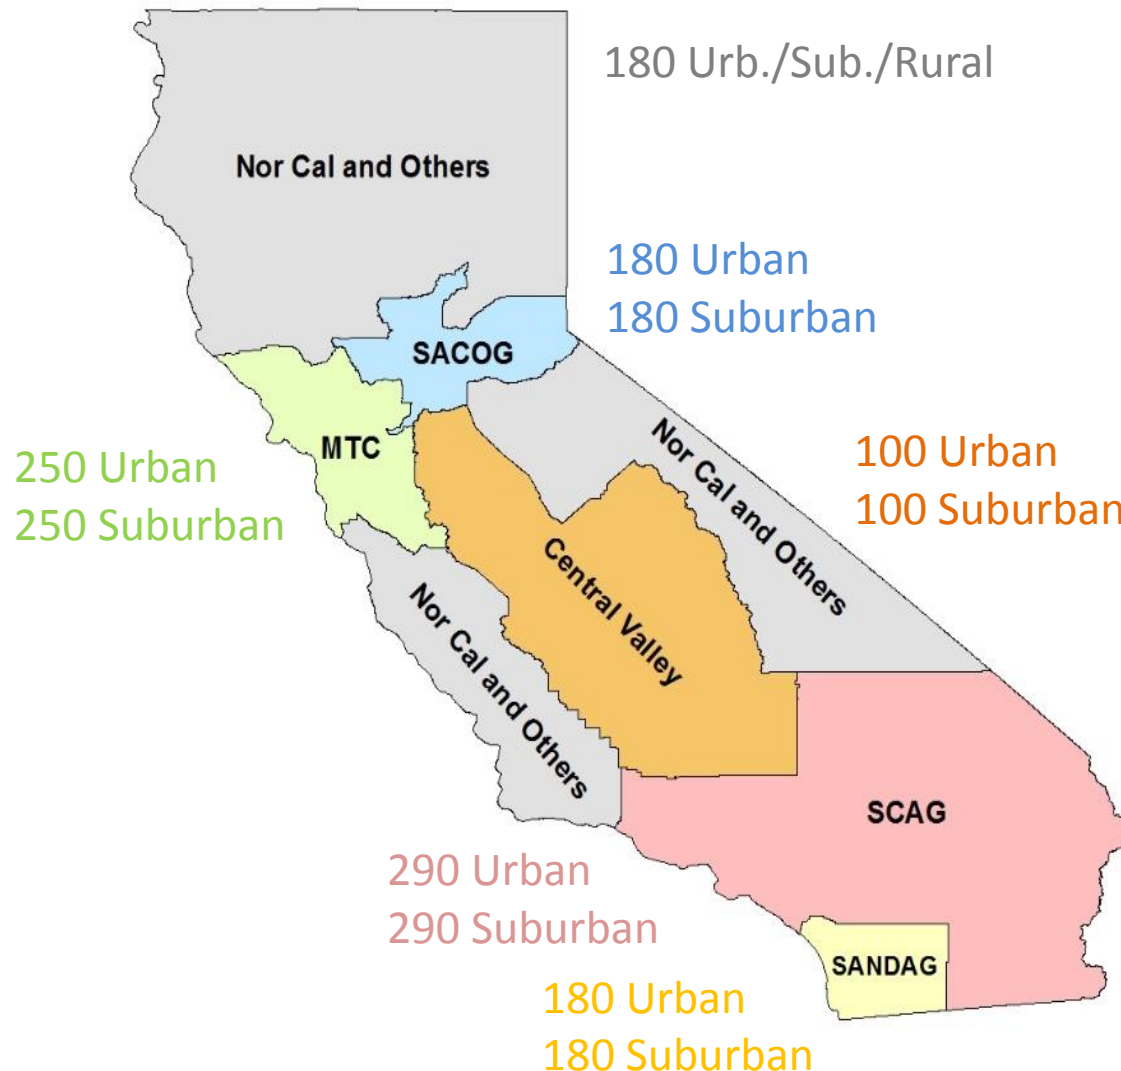 180 Urb./Sub./Rural
Nor Cal and Others
180 Urban
180 Suburban
SACOG
MTC
250 Urban
250 Suburban
Nor Cal and Others
100 Urban
100 Suburban
Central Valley
Nor Cal and Others
SCAG
290 Urban
290 Suburban
SANDAG
180 Urban
180 Suburban